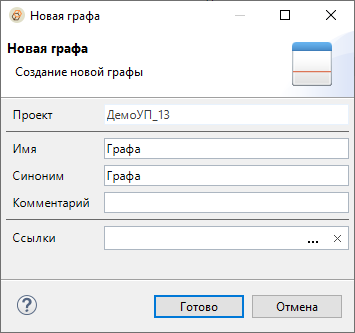 Новая графа
Новая графа
Создание новой графы
Проект ДемоУП_13
Имя Графа
Синоним Графа
Комментарий
Ссылки ...
Готово Отмена